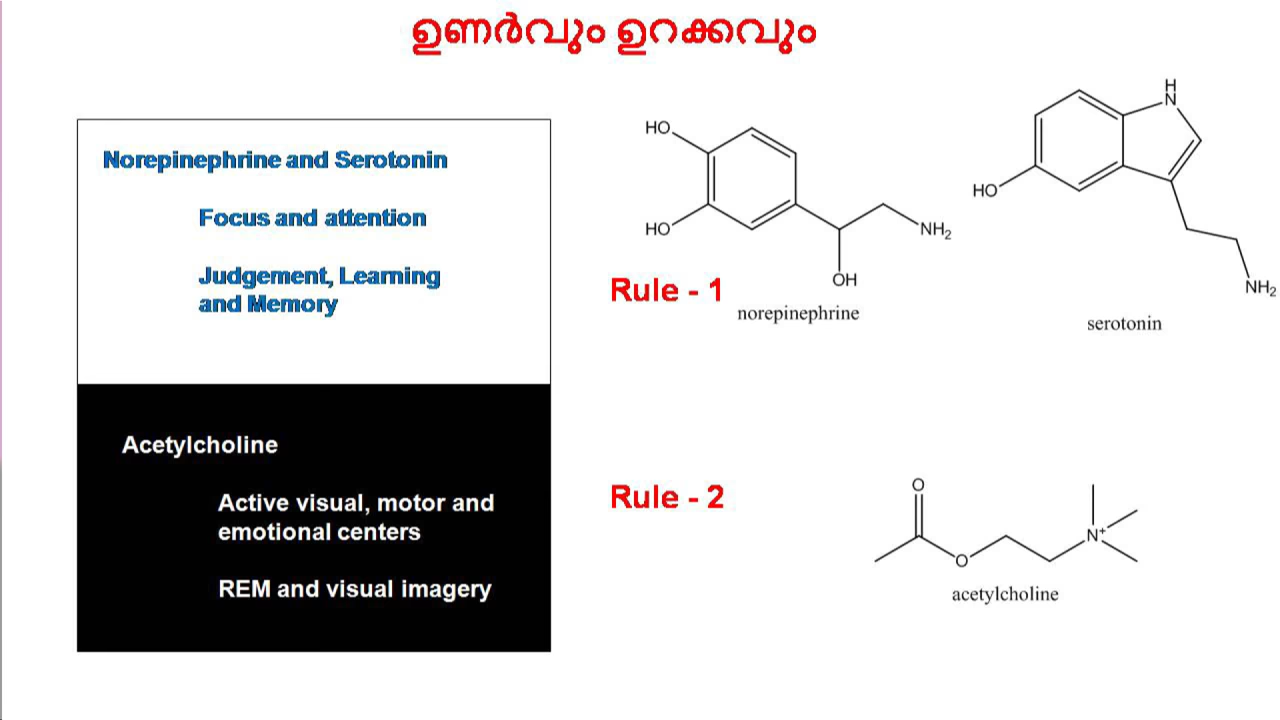 ഉണർവും ഉറക്കവും
Norepinephrine and Serotonin
Focus and attention
Judgement, Learning
and Memory
Acetylcholine
Active visual, motor and
emotional centers
REM and visual imagery
Rule - 1
HO
HO
OH
NH2
norepinephrine
H
N
HO
NH2
serotonin
Rule - 2
O
O
N+
acetylcholine